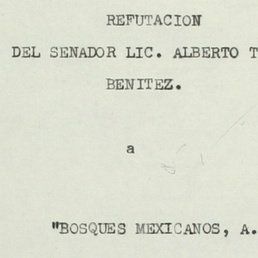 REFUTACION
DEL SENADOR LIC. ALBERTO T
BENITEZ.
a
"BOSQUES MEXICANOS, A.